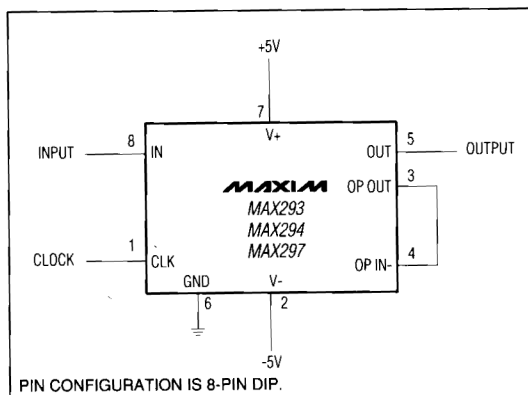 +5V
7
V+
INPUT 8 IN OUT 5 OUTPUT
MAXIM OP OUT 3
MAX293
MAX294
MAX297
CLOCK 1 CLK OP IN- 4
GND V-
6 2
-5V
PIN CONFIGURATION IS 8-PIN DIP.